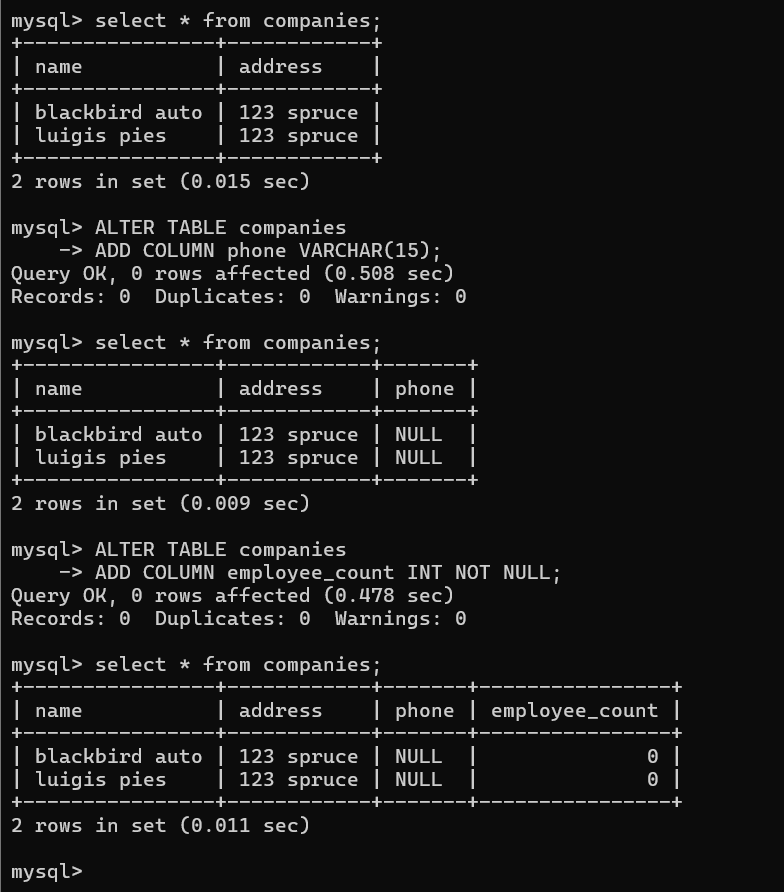 mysql> select * from companies;
+----------------+------------+
| name           | address    |
+----------------+------------+
| blackbird auto | 123 spruce |
| luigis pies    | 123 spruce |
+----------------+------------+
2 rows in set (0.015 sec)

mysql> ALTER TABLE companies
    -> ADD COLUMN phone VARCHAR(15);
Query OK, 0 rows affected (0.508 sec)
Records: 0  Duplicates: 0  Warnings: 0

mysql> select * from companies;
+----------------+------------+-------+
| name           | address    | phone |
+----------------+------------+-------+
| blackbird auto | 123 spruce | NULL  |
| luigis pies    | 123 spruce | NULL  |
+----------------+------------+-------+
2 rows in set (0.009 sec)

mysql> ALTER TABLE companies
    -> ADD COLUMN employee_count INT NOT NULL;
Query OK, 0 rows affected (0.478 sec)
Records: 0  Duplicates: 0  Warnings: 0

mysql> select * from companies;
+----------------+------------+-------+----------------+
| name           | address    | phone | employee_count |
+----------------+------------+-------+----------------+
| blackbird auto | 123 spruce | NULL  |              0 |
| luigis pies    | 123 spruce | NULL  |              0 |
+----------------+------------+-------+----------------+
2 rows in set (0.011 sec)

mysql>